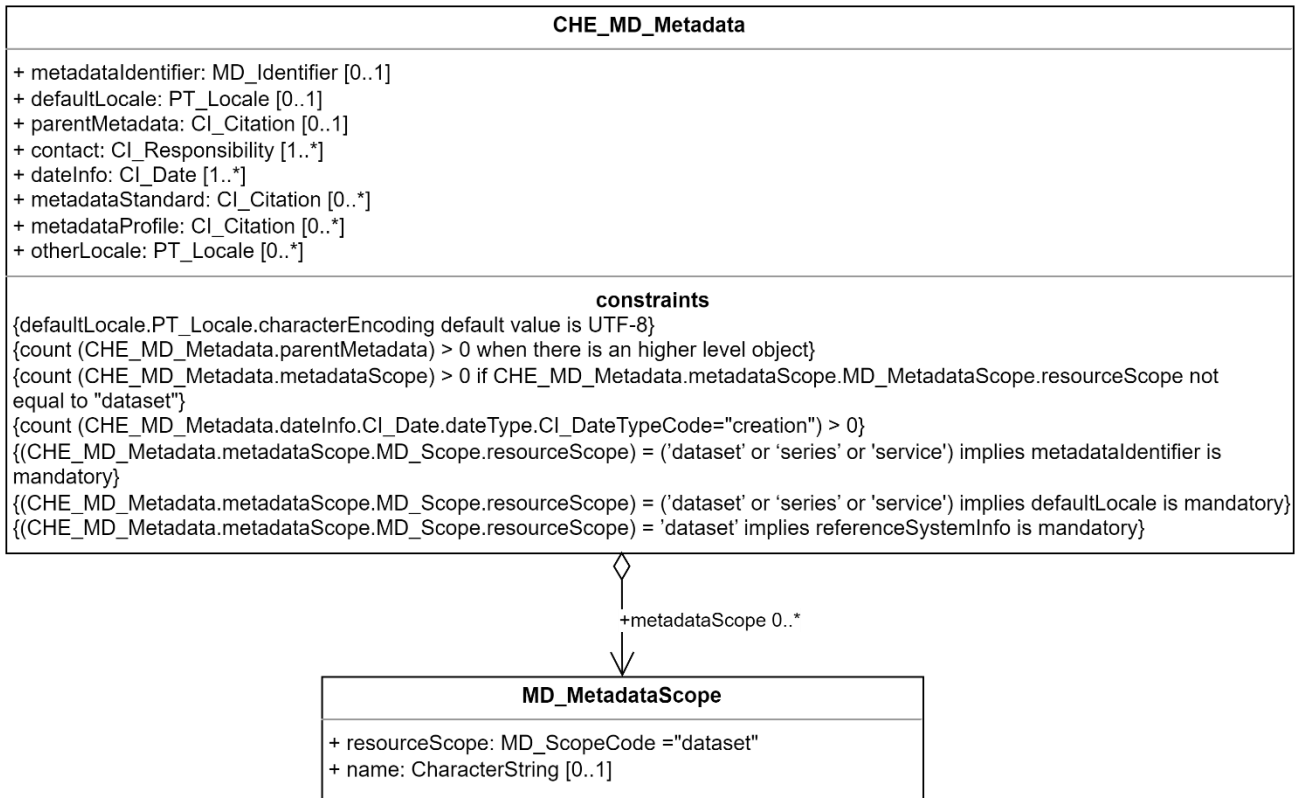 CHE_MD_Metadata
+ metadataIdentifier: MD_Identifier [0..1]
+ defaultLocale: PT_Locale [0..1]
+ parentMetadata: CI_Citation [0..1]
+ contact: CI_Responsibility [1..*]
+ dateInfo: CI_Date [1..*]
+ metadataStandard: CI_Citation [0..*]
+ metadataProfile: CI_Citation [0..*]
+ otherLocale: PT_Locale [0..*]
constraints
{defaultLocale.PT_Locale.characterEncoding default value is UTF-8}
{count (CHE_MD_Metadata.parentMetadata) > 0 when there is an higher level object}
{count (CHE_MD_Metadata.metadataScope) > 0 if CHE_MD_Metadata.metadataScope.MD_MetadataScope.resourceScope not
equal to "dataset"}
{count (CHE_MD_Metadata.dateInfo.CI_Date.dateType.CI_DateTypeCode="creation") > 0}
{(CHE_MD_Metadata.metadataScope.MD_Scope.resourceScope) = (’dataset’ or ‘series’ or 'service') implies metadataIdentifier is
mandatory}
{(CHE_MD_Metadata.metadataScope.MD_Scope.resourceScope) = (’dataset’ or ‘series’ or 'service') implies defaultLocale is mandatory}
{(CHE_MD_Metadata.metadataScope.MD_Scope.resourceScope) = ’dataset’ implies referenceSystemInfo is mandatory}
+metadataScope 0..*
MD_MetadataScope
+ resourceScope: MD_ScopeCode ="dataset"
+ name: CharacterString [0..1]